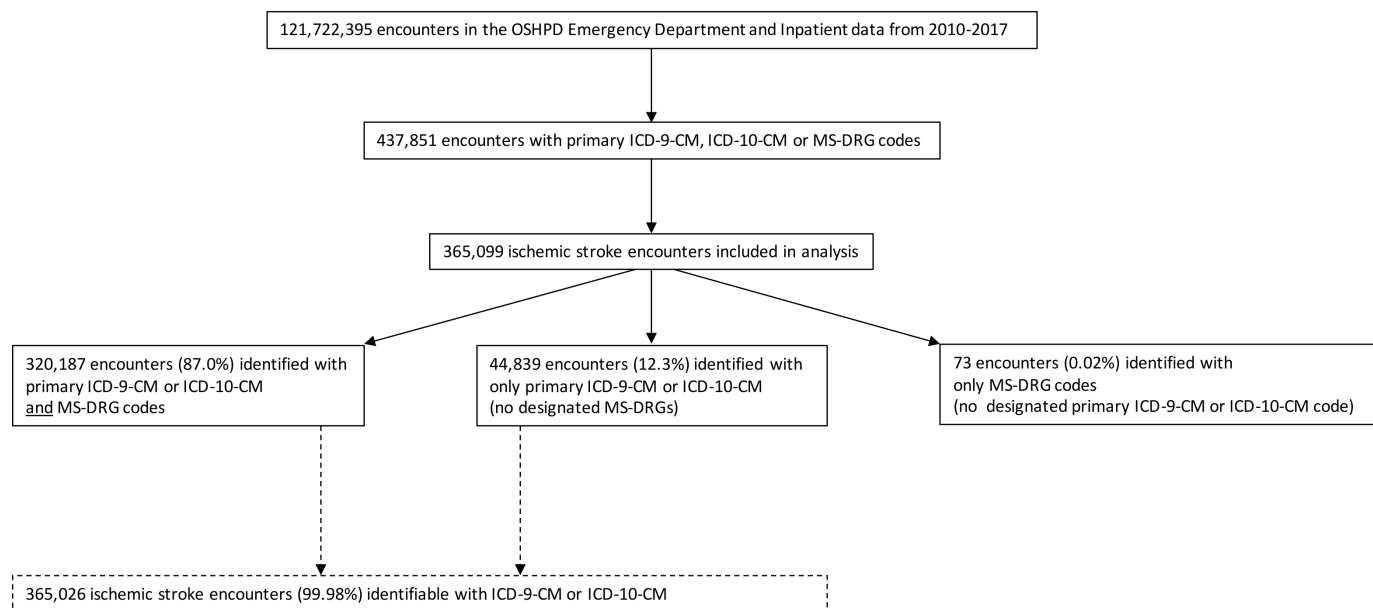 121,722,395 encounters in the OSHPD Emergency Department and Inpatient data from 2010-2017
437,851 encounters with primary ICD-9-CM, ICD-10-CM or MS-DRG codes
365,099 ischemic stroke encounters included in analysis
320,187 encounters (87.0%) identified with
primary ICD-9-CM or ICD-10-CM
and MS-DRG codes
44,839 encounters (12.3%) identified with
only primary ICD-9-CM or ICD-10-CM
(no designated MS-DRGs)
73 encounters (0.02%) identified with
only MS-DRG codes
(no designated primary ICD-9-CM or ICD-10-CM code)
365,026 ischemic stroke encounters (99.98%) identifiable with ICD-9-CM or ICD-10-CM